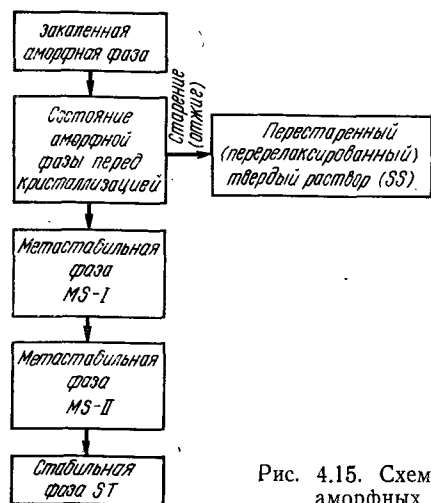 Закаленная
аморфная фаза
Состояние
аморфной
фазы перед
кристаллизацией
Старение
(отжиг)
Перестаренный
(перерелаксированный)
твердый раствор (SS)
Метастабильная
фаза
MS-I
Метастабильная
фаза
MS-II
Стабильная
фаза ST
Рис. 4.15. Схем
аморфных